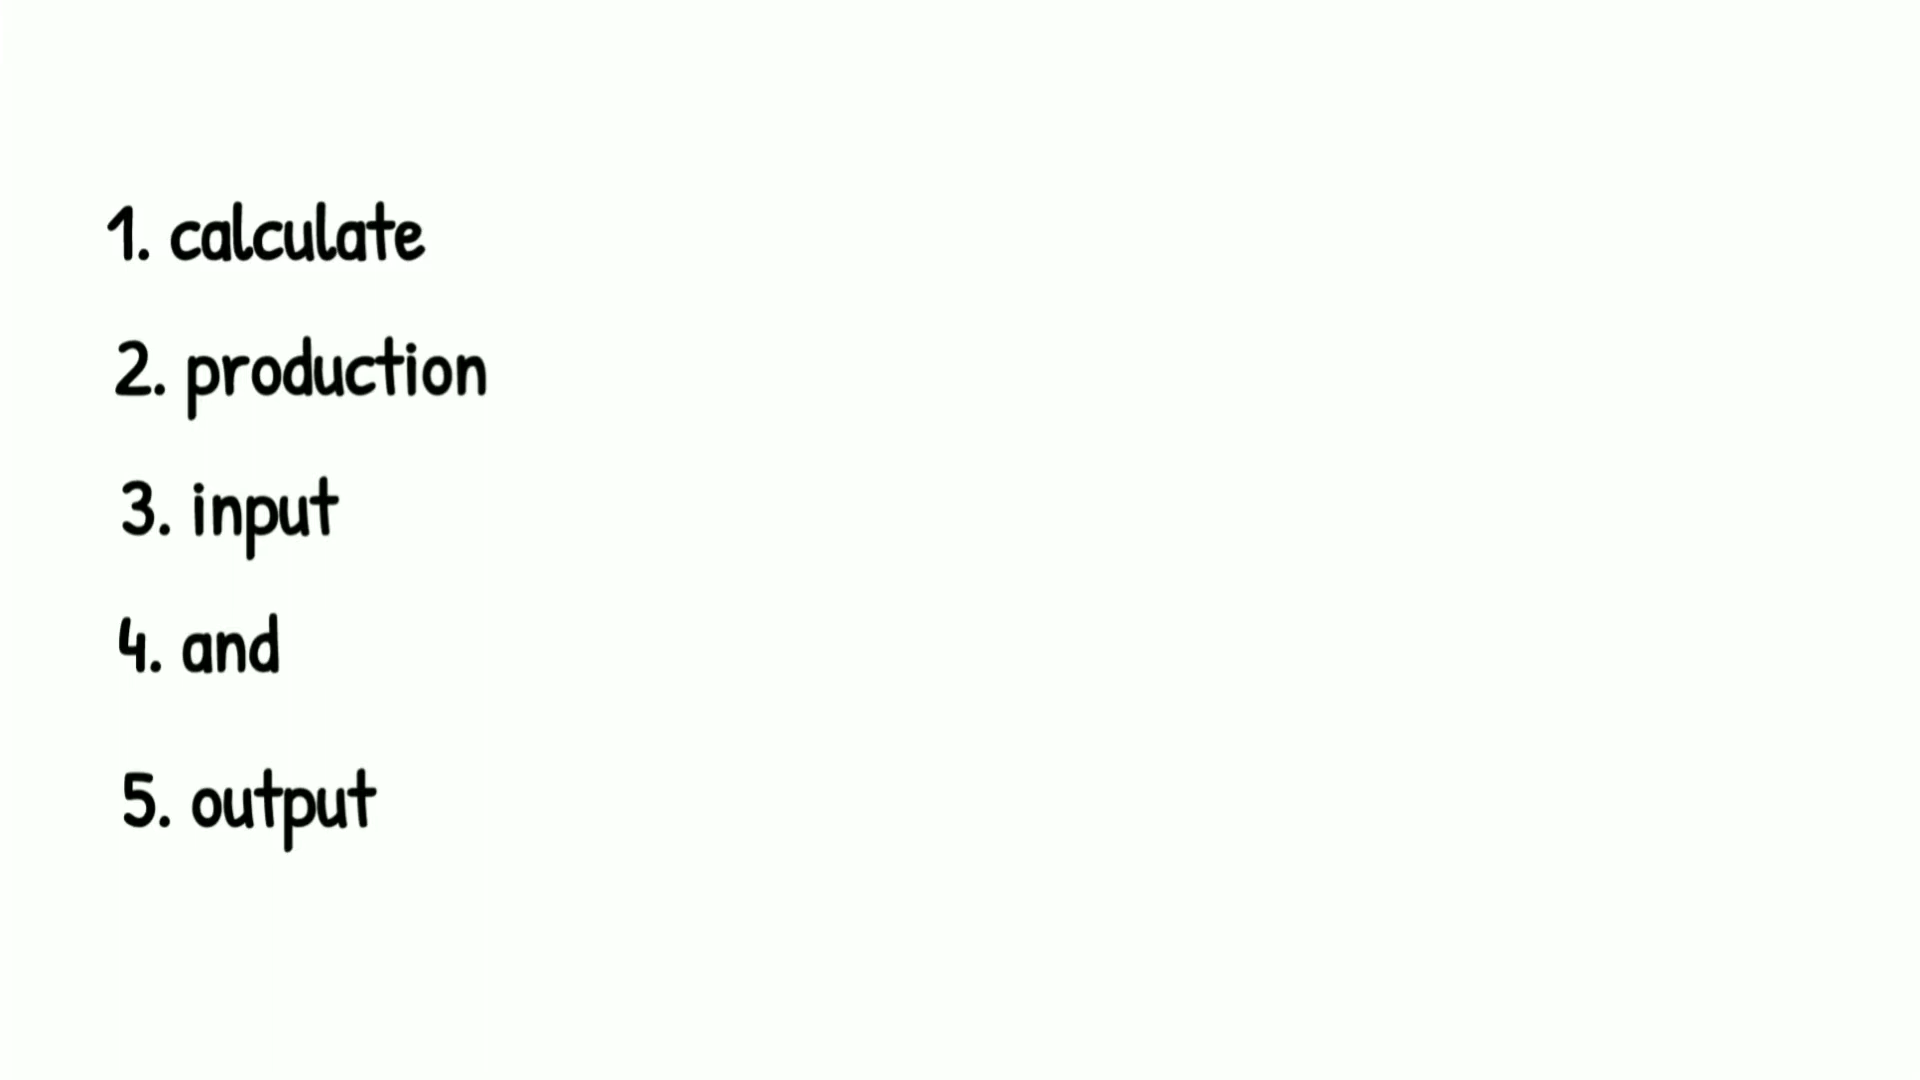 1. calculate
2. production
3. input
4. and
5. output